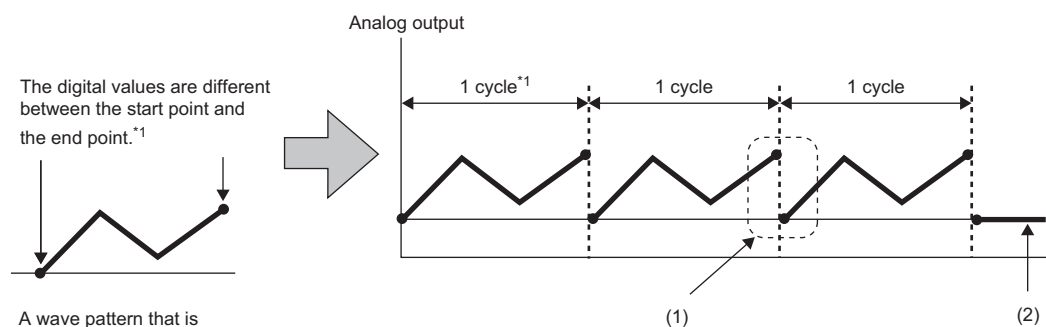 Analog output
The digital values are different
between the start point and
the end point.*1
1 cycle*1
1 cycle
1 cycle
A wave pattern that is
(1)
(2)